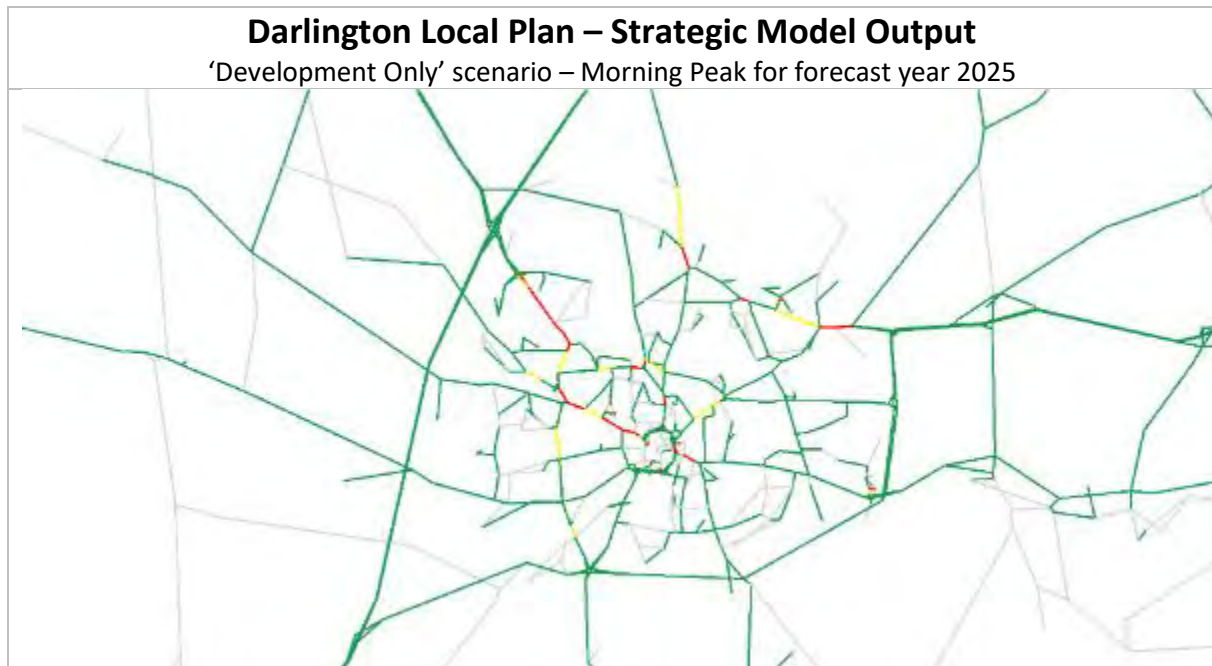 Darlington Local Plan – Strategic Model Output
‘Development Only’ scenario – Morning Peak for forecast year 2025